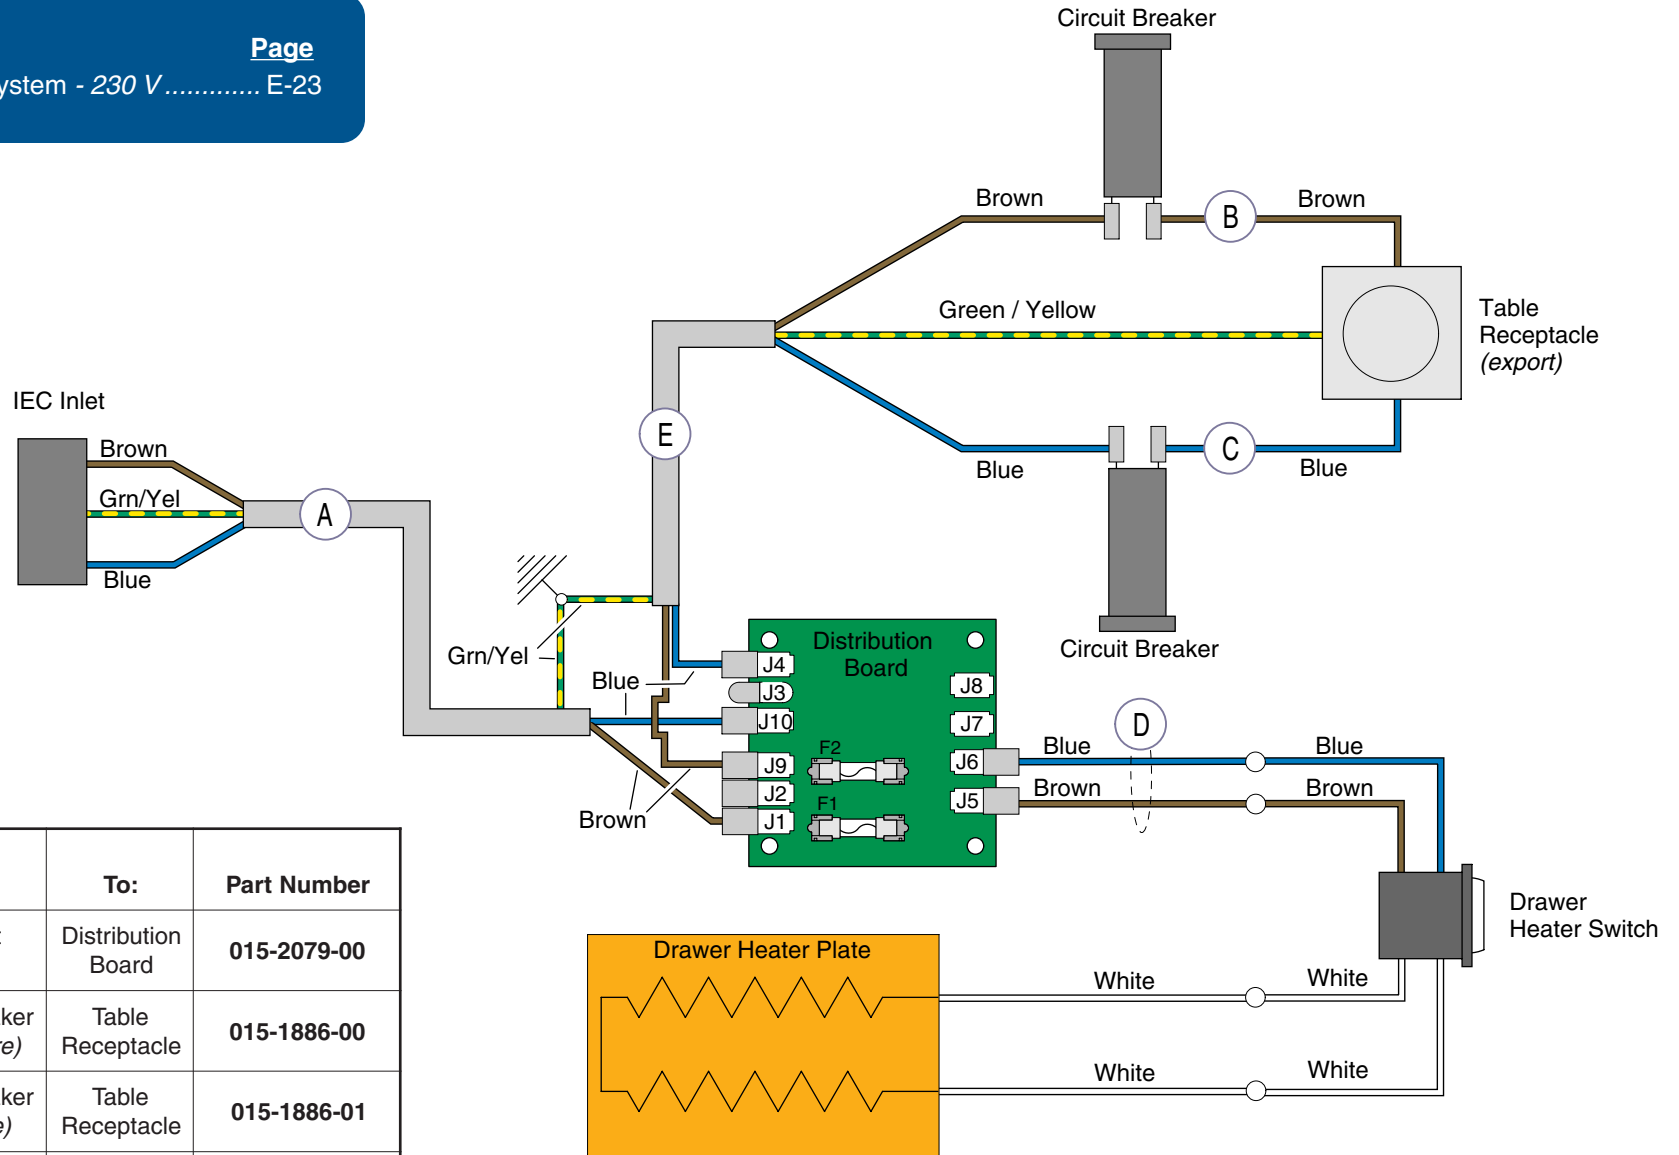 Page
ystem - 230 V ............. E-23
Circuit Breaker
Brown
B
Brown
Green / Yellow
Table
Receptacle
(export)
IEC Inlet
Brown
Grn/Yel
Blue
A
E
Blue
C
Blue
Circuit Breaker
Grn/Yel
Blue
Brown
Distribution
Board
J4
J3
J10
J9
J2
J1
F2
F1
J8
J7
J6
J5
D
Blue
Blue
Brown
Brown
Drawer
Heater Switch
Drawer Heater Plate
White
White
White
White
To:
Part Number
Distribution
Board
015-2079-00
ker
e)
Table
Receptacle
015-1886-00
ker
e)
Table
Receptacle
015-1886-01